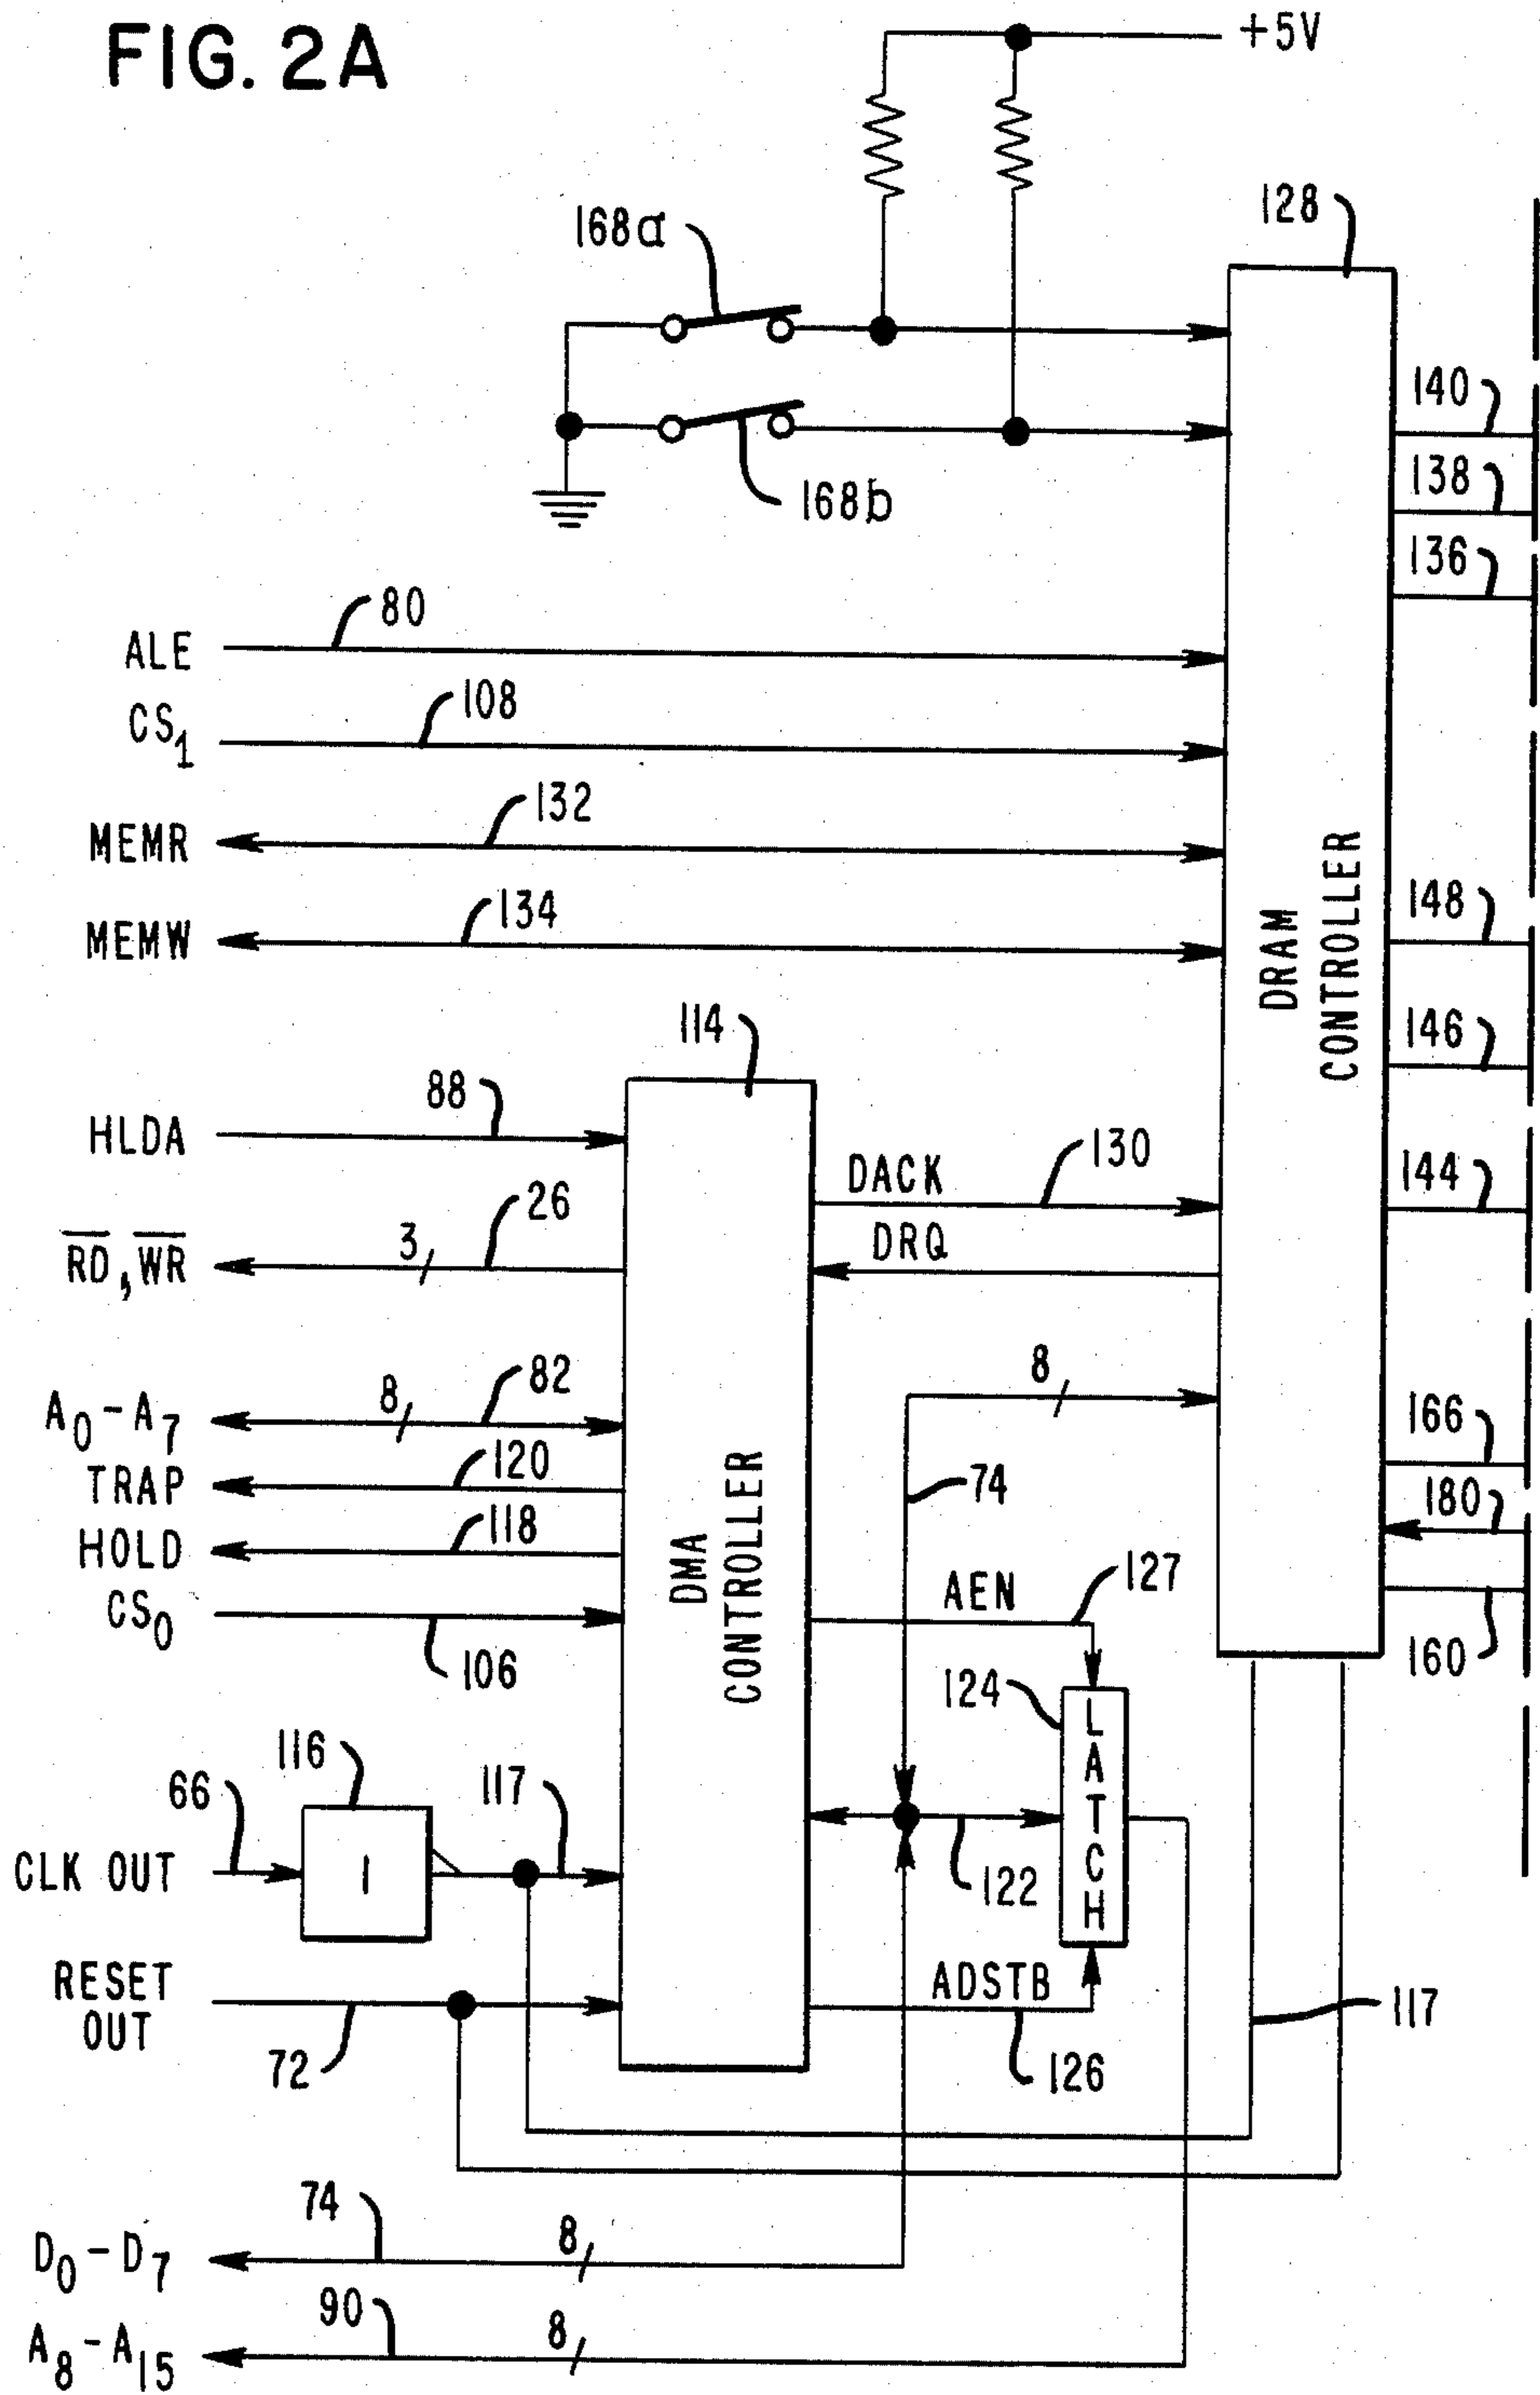 FIG. 2A
+5V
168a
128
140
168b
138
136
80
ALE
108
CS1
132
MEMR
134
MEMW
DRAM
CONTROLLER
148
146
114
88
HLDA
DACK
130
144
26
3
RD, WR
DRQ
8
82
8
A0-A7
166
120
TRAP
74
180
118
HOLD
DMA
CONTROLLER
AEN
127
CS0
106
160
124
LATCH
116
117
66
CLK OUT
I
122
RESET
OUT
ADSTB
117
72
126
74
8
D0-D7
90
8
A8-A15